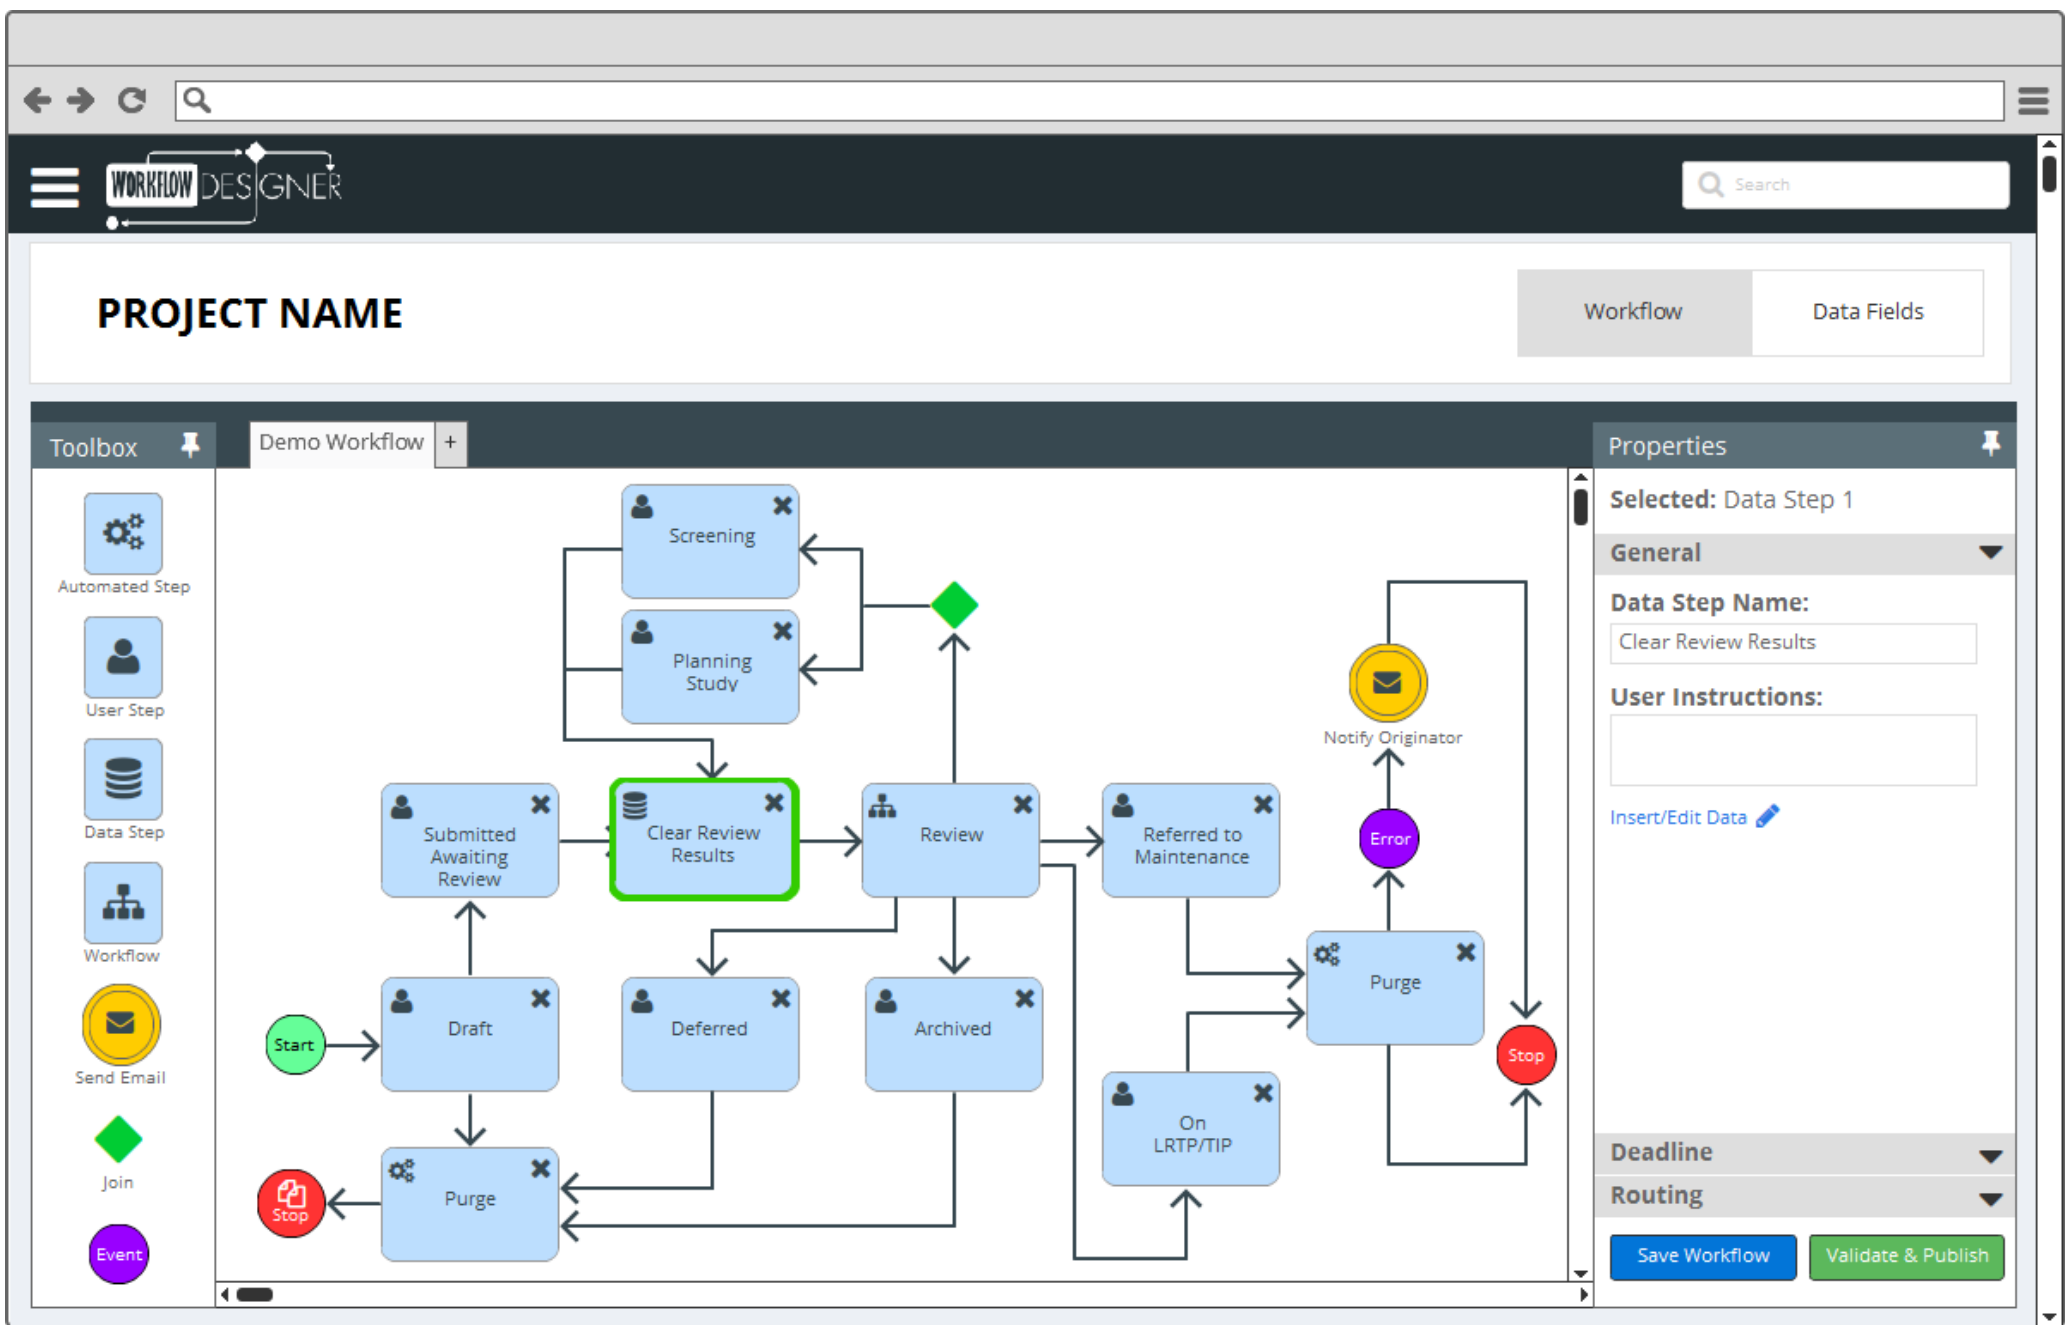 WORKFLOW DESIGNER
Search
PROJECT NAME
Workflow
Data Fields
Toolbox
Demo Workflow
+
Properties
Automated Step
User Step
Data Step
Workflow
Send Email
Join
Event
Screening
Planning
Study
Submitted
Awaiting
Review
Clear Review
Results
Review
Referred to
Maintenance
Notify Originator
Error
Purge
Start
Draft
Deferred
Archived
Stop
On
LRTP/TIP
Stop
Purge
Selected: Data Step 1
General
Data Step Name:
Clear Review Results
User Instructions:
Insert/Edit Data
Deadline
Routing
Save Workflow
Validate & Publish